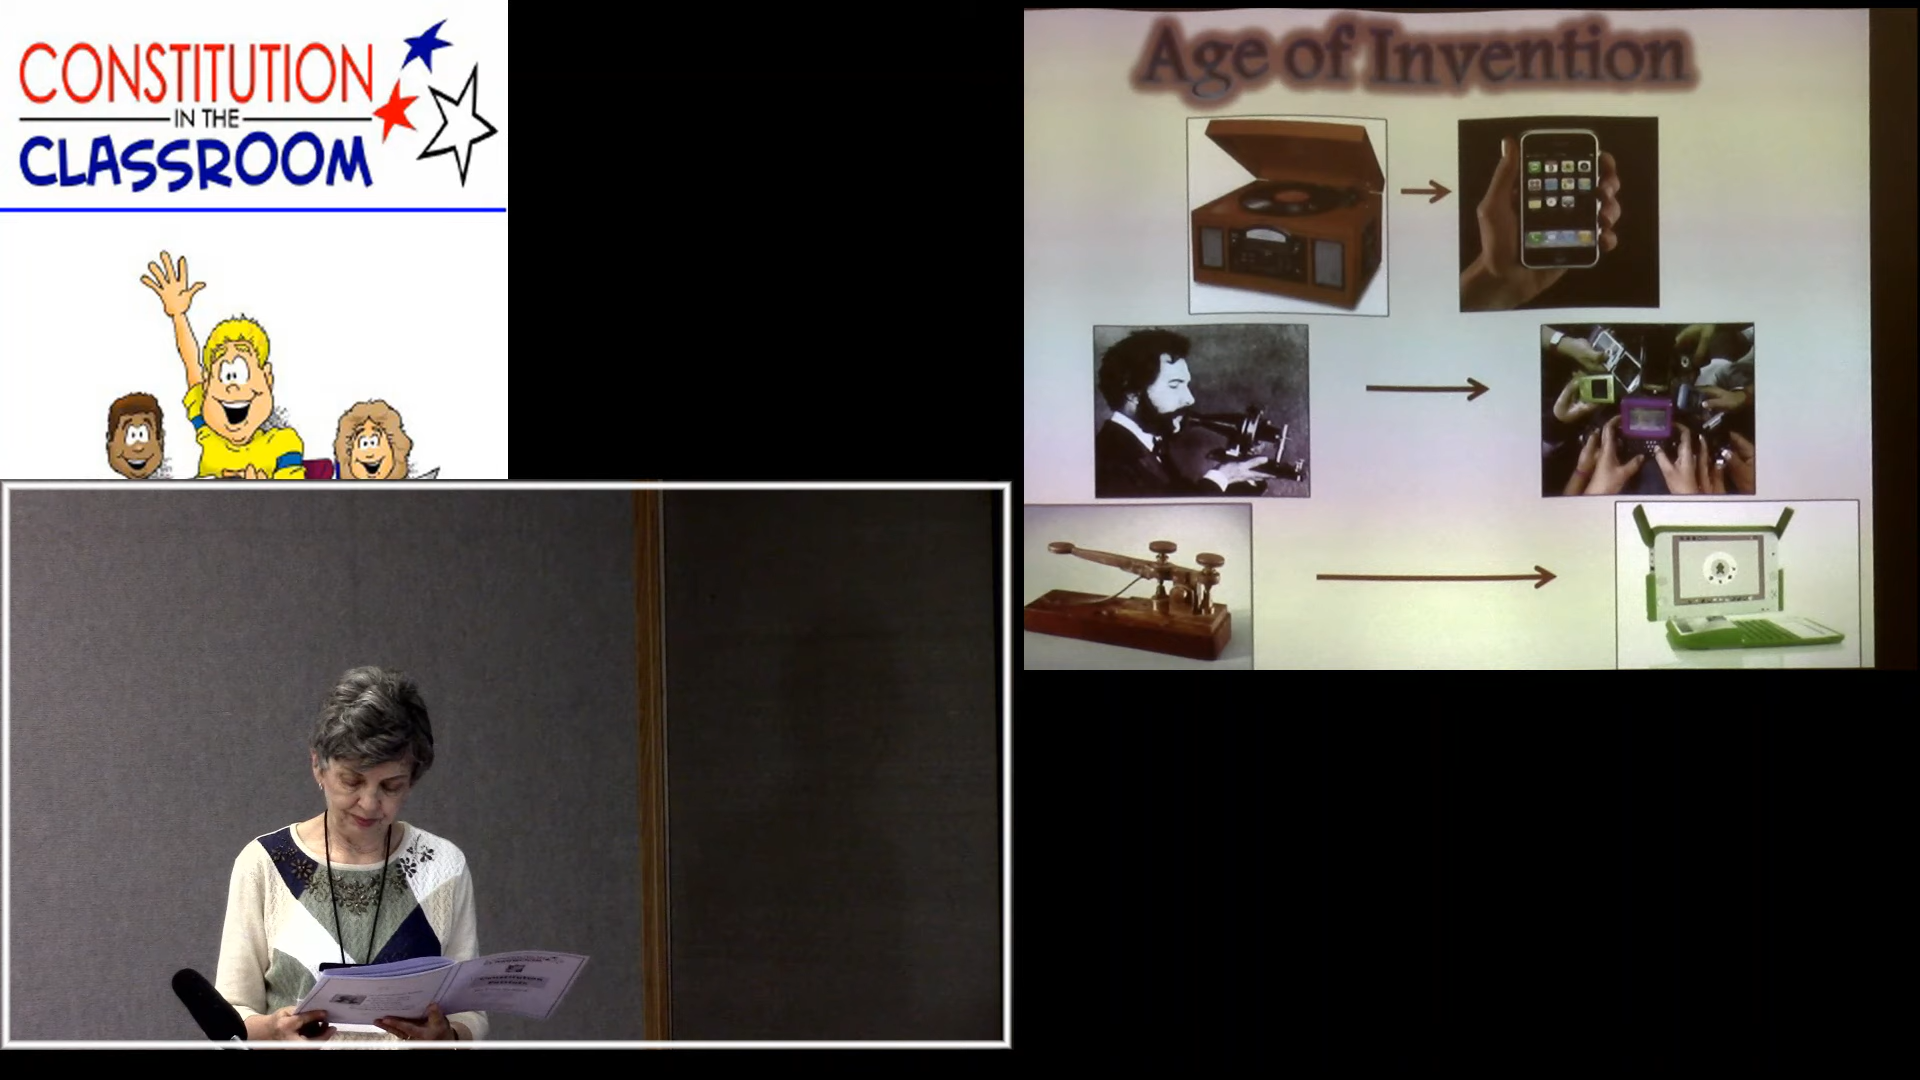 CONSTITUTION
IN THE
CLASSROOM
Age of Invention